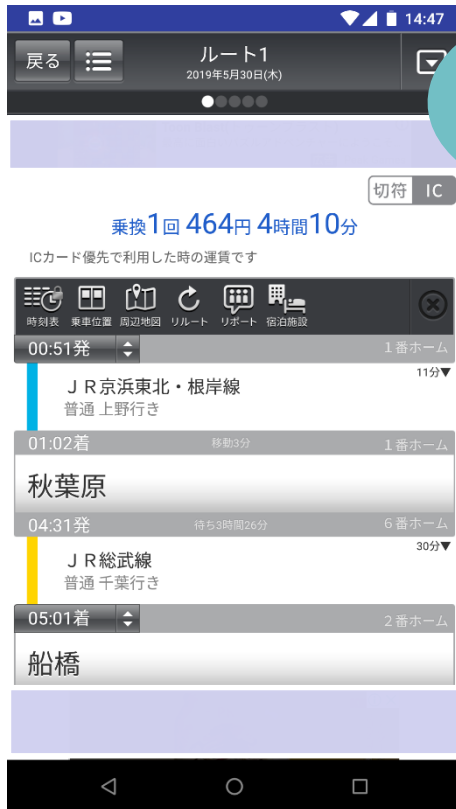 14:47
戻る
ルート1
2019年5月30日(木)
切符 IC
乗換1回 464円 4時間10分
ICカード優先で利用した時の運賃です
時刻表 乗車位置 周辺地図 リルート リポート 宿泊施設
00:51発 1番ホーム
11分▼
ＪＲ京浜東北・根岸線
普通 上野行き
01:02着 移動3分 1番ホーム
秋葉原
04:31発 待ち3時間26分 6番ホーム
30分▼
ＪＲ総武線
普通 千葉行き
05:01着 2番ホーム
船橋